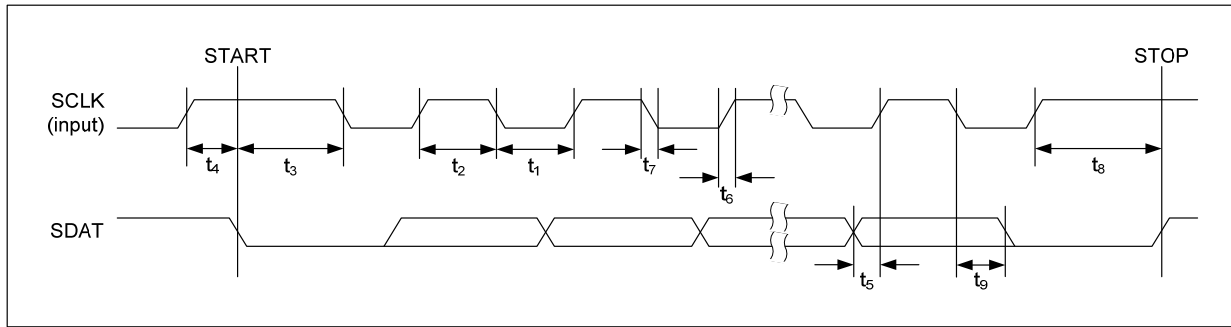 START STOP
SCLK
(input)
t4 t3 t2 t1 t7 t6 t8
SDAT
t5 t9